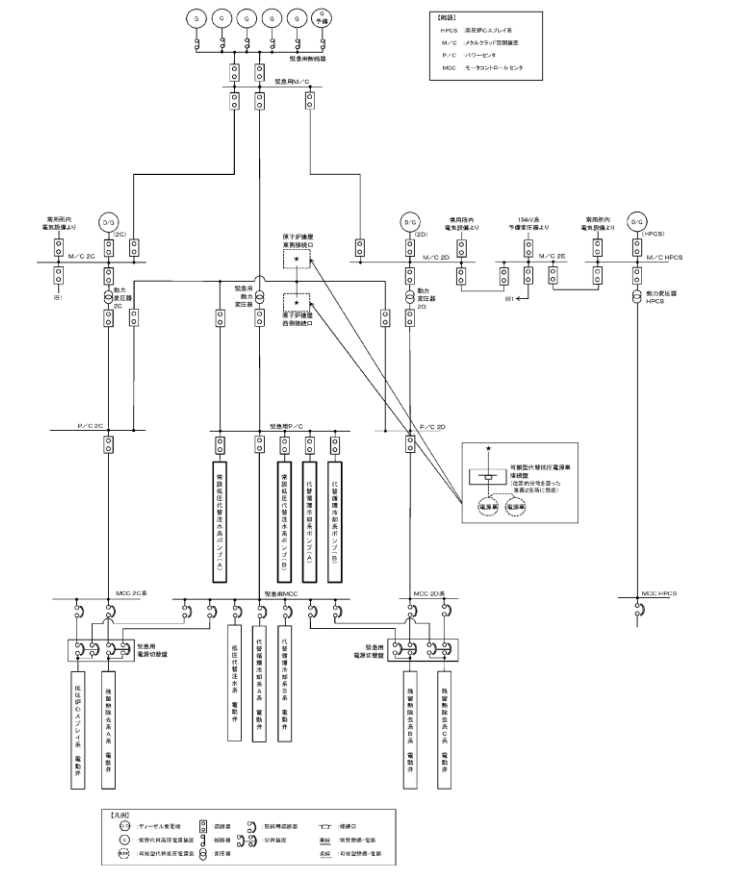 G
G
G
G
G
G
予備
緊急用断路器
緊急用M/C
【略語】
HPCS :高圧炉心スプレイ系
M/C :メタルクラッド開閉装置
P/C :パワーセンタ
MCC :モータコントロールセンタ
常用所内
電気設備より
D/G
(2C)
M/C 2C
※1
動力
変圧器
2C
原子炉建屋
東側接続口
★
緊急用
動力
変圧器
★
原子炉建屋
西側接続口
D/G
(2D)
M/C 2D
動力
変圧器
2D
常用所内
電気設備より
154kV系
予備変圧器より
M/C 2E
※1
常用所内
電気設備より
D/G
(HPCS)
M/C HPCS
動力変圧器
HPCS
P/C 2C
緊急用P/C
P/C 2D
常設低圧代替注水系ポンプ(A)
常設低圧代替注水系ポンプ(B)
代替循環冷却系ポンプ(A)
代替循環冷却系ポンプ(B)
★
可搬型代替低圧電源車
接続盤
電源車
電源車
MCC 2C系
緊急用MCC
MCC 2D系
MCC HPCS
緊急用
電源切替盤
緊急用
電源切替盤
低圧炉心スプレイ系 電動弁
残留熱除去系A系 電動弁
低圧代替注水系 電動弁
代替循環冷却系A系 電動弁
代替循環冷却系B系 電動弁
残留熱除去系B系 電動弁
残留熱除去系C系 電動弁
【凡例】
D/G :ディーゼル発電機
:遮断器
:配線用遮断器
:接続口
G :常設代替高圧電源装置
:断路器
:切替装置
実線 :常設設備・電路
:可搬型代替低圧電源車
:変圧器
点線 :可搬型設備・電路